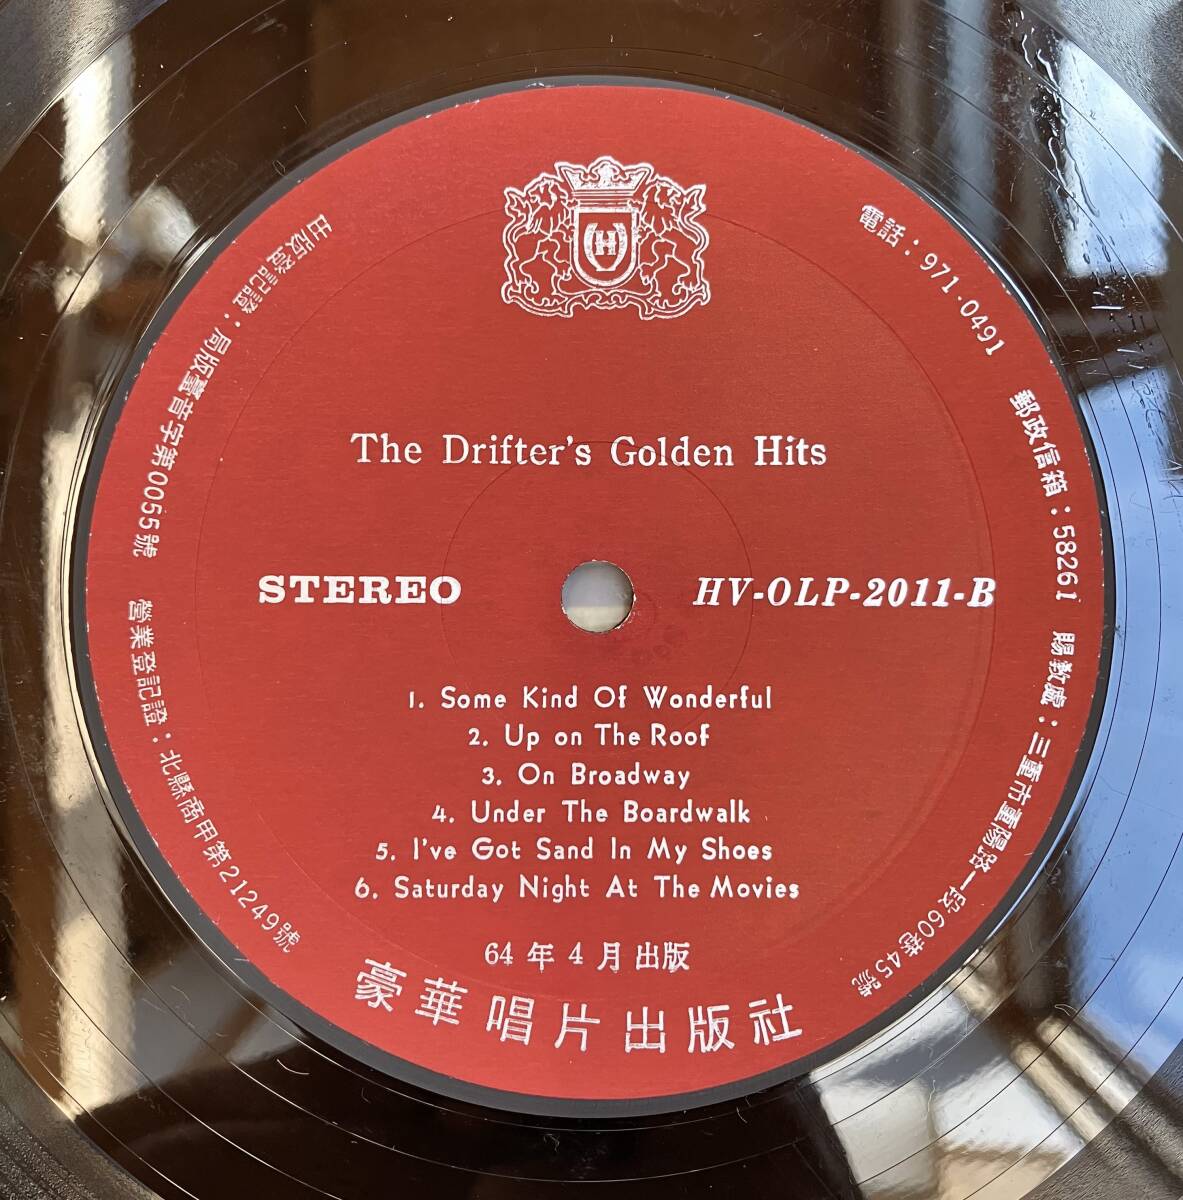 H
The Drifter's Golden Hits
STEREO
HV-OLP-2011-B
1. Some Kind Of Wonderful
2. Up on The Roof
3. On Broadway
4. Under The Boardwalk
5. I've Got Sand In My Shoes
6. Saturday Night At The Movies
64年4月出版
豪華唱片出版社
出版登記證：局版臺音字第0055號
營業登記證：北縣商甲第21249號
電話：971·0491
郵政信箱：58261
賜教處：三重市重陽路一段60巷45號